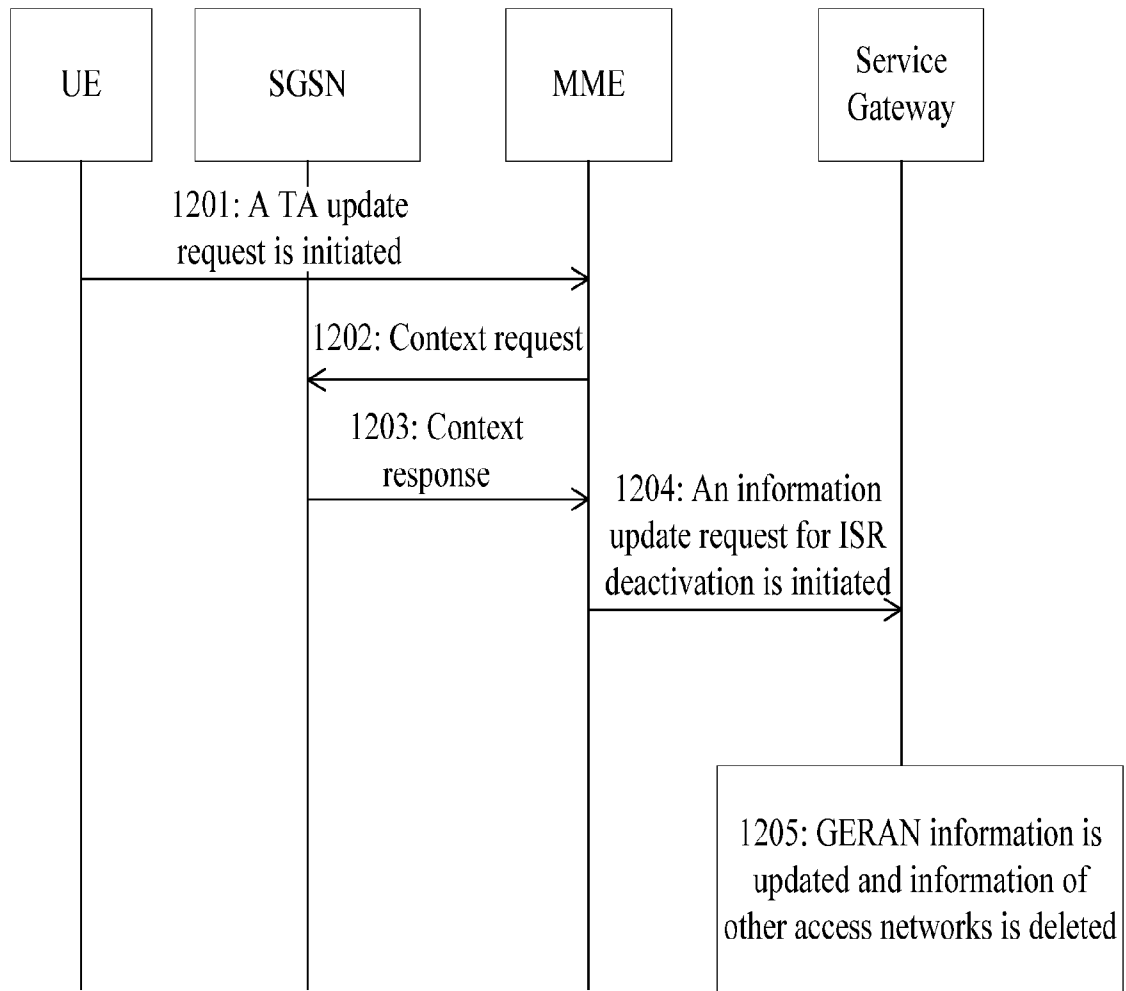 UE
SGSN
MME
Service
Gateway
1201: A TA update
request is initiated
1202: Context request
1203: Context
response
1204: An information
update request for ISR
deactivation is initiated
1205: GERAN information is
updated and information of
other access networks is deleted